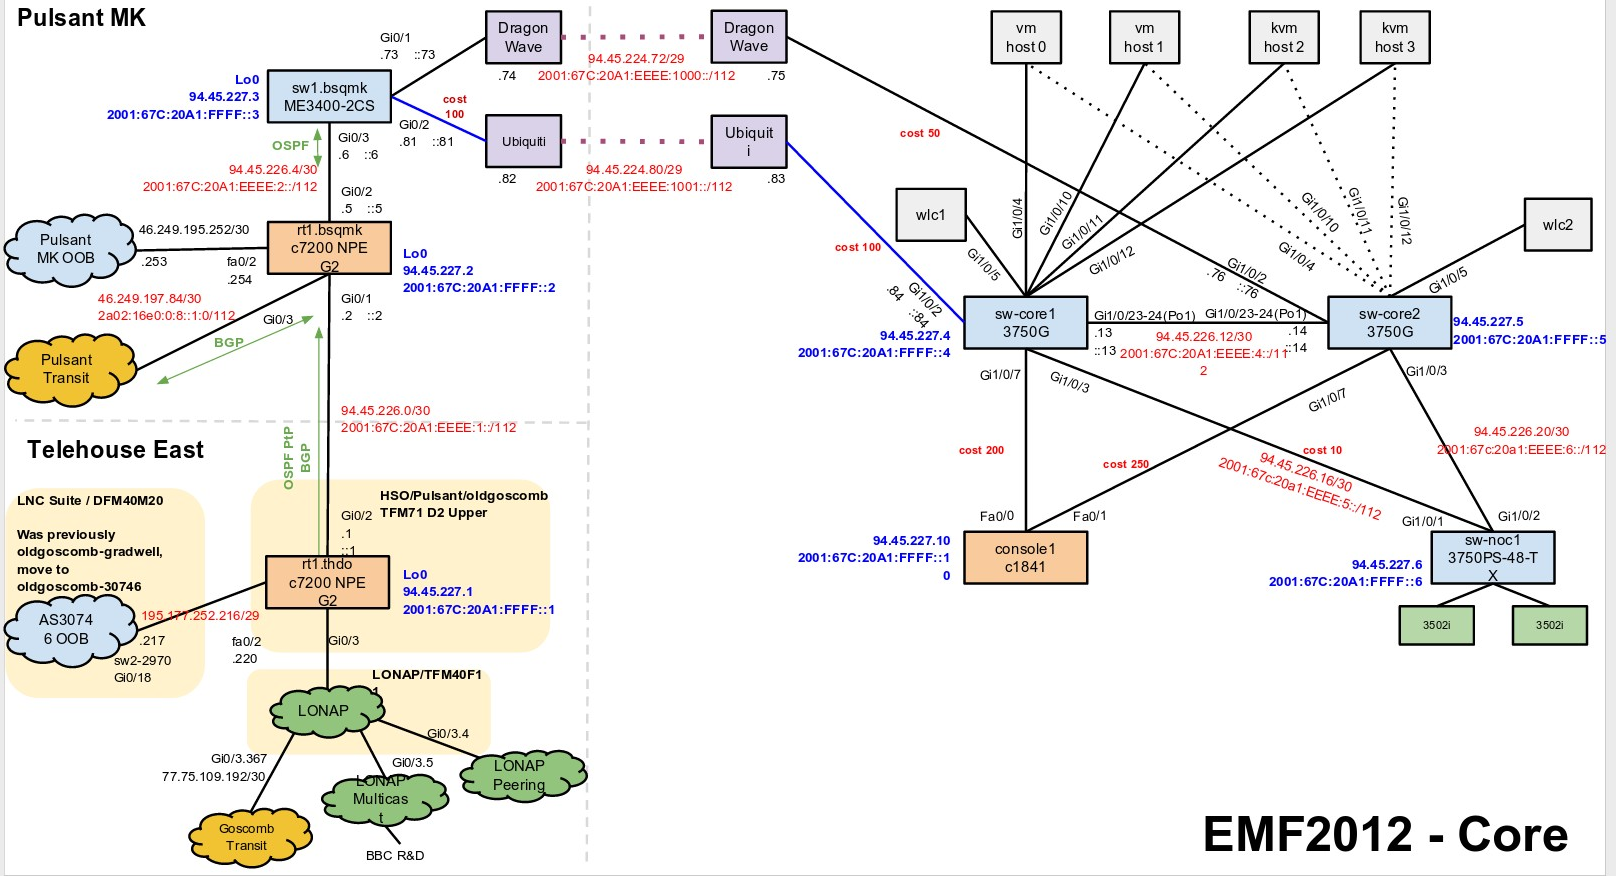 Pulsant MK
Gi0/1
.73 ::73
Dragon
Wave
.74
94.45.224.72/29
2001:67C:20A1:EEEE:1000::/112
Dragon
Wave
.75
Lo0
94.45.227.3
2001:67C:20A1:FFFF::3
sw1.bsqmk
ME3400-2CS
cost
100
Gi0/2
.81 ::81
Ubiquiti
.82
94.45.224.80/29
2001:67C:20A1:EEEE:1001::/112
Ubiquit
i
.83
cost 50
cost 100
OSPF
Gi0/3
.6 ::6
94.45.226.4/30
2001:67C:20A1:EEEE:2::/112
Gi0/2
.5 ::5
Pulsant
MK OOB
46.249.195.252/30
.253
fa0/2
.254
rt1.bsqmk
c7200 NPE
G2
Lo0
94.45.227.2
2001:67C:20A1:FFFF::2
46.249.197.84/30
2a02:16e0:0:8::1:0/112
Gi0/3
Gi0/1
.2 ::2
BGP
Pulsant
Transit
94.45.226.0/30
2001:67C:20A1:EEEE:1::/112
OSPF PtP
BGP
Telehouse East
LNC Suite / DFM40M20
Was previously
oldgoscomb-gradwell,
move to
oldgoscomb-30746
HSO/Pulsant/oldgoscomb
TFM71 D2 Upper
Gi0/2
.1
::1
rt1.thdo
c7200 NPE
G2
Lo0
94.45.227.1
2001:67C:20A1:FFFF::1
AS3074
6 OOB
195.177.252.216/29
.217
sw2-2970
Gi0/18
fa0/2
.220
Gi0/3
LONAP/TFM40F1
1
LONAP
Gi0/3.4
Gi0/3.367
77.75.109.192/30
Gi0/3.5
LONAP
Peering
LONAP
Multicas
t
Goscomb
Transit
BBC R&D
vm
host 0
vm
host 1
kvm
host 2
kvm
host 3
wlc1
wlc2
Gi1/0/4
Gi1/0/10
Gi1/0/11
Gi1/0/12
Gi1/0/5
Gi1/0/4
Gi1/0/10
Gi1/0/11
Gi1/0/12
Gi1/0/5
Gi1/0/2
.76 ::76
Gi1/0/2
.84 ::84
94.45.227.4
2001:67C:20A1:FFFF::4
sw-core1
3750G
Gi1/0/23-24(Po1)
.13
::13
Gi1/0/23-24(Po1)
.14
::14
94.45.226.12/30
2001:67C:20A1:EEEE:4::/11
2
sw-core2
3750G
94.45.227.5
2001:67C:20A1:FFFF::5
Gi1/0/7
Gi1/0/3
Gi1/0/7
Gi1/0/3
cost 200
cost 250
cost 10
94.45.226.16/30
2001:67c:20a1:EEEE:5::/112
94.45.226.20/30
2001:67c:20a1:EEEE:6::/112
Fa0/0
Fa0/1
94.45.227.10
2001:67C:20A1:FFFF::1
0
console1
c1841
Gi1/0/1
Gi1/0/2
94.45.227.6
2001:67C:20A1:FFFF::6
sw-noc1
3750PS-48-T
X
3502i
3502i
EMF2012 - Core